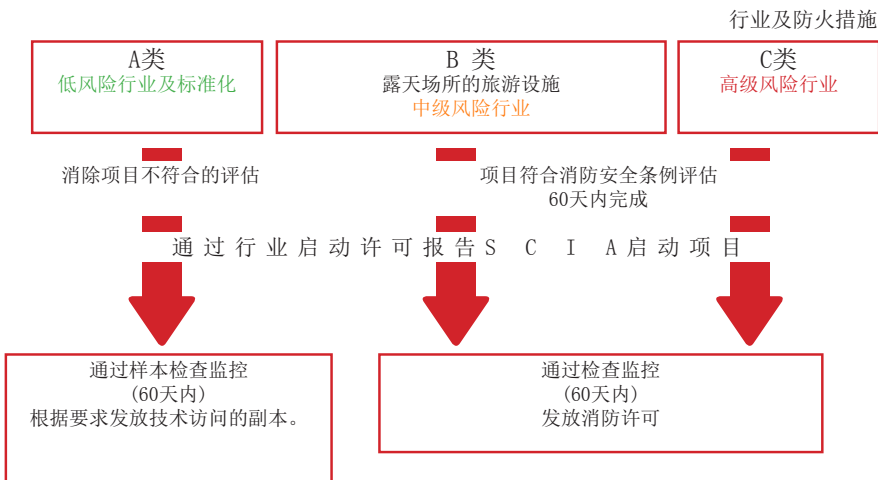 行业及防火措施
A类
低风险行业及标准化
B 类
露天场所的旅游设施
中级风险行业
C类
高级风险行业
消除项目不符合的评估
项目符合消防安全条例评估
60天内完成
通过行业启动许可报告S C I A启动项目
通过样本检查监控
(60天内)
根据要求发放技术访问的副本。
通过检查监控
(60天内)
发放消防许可